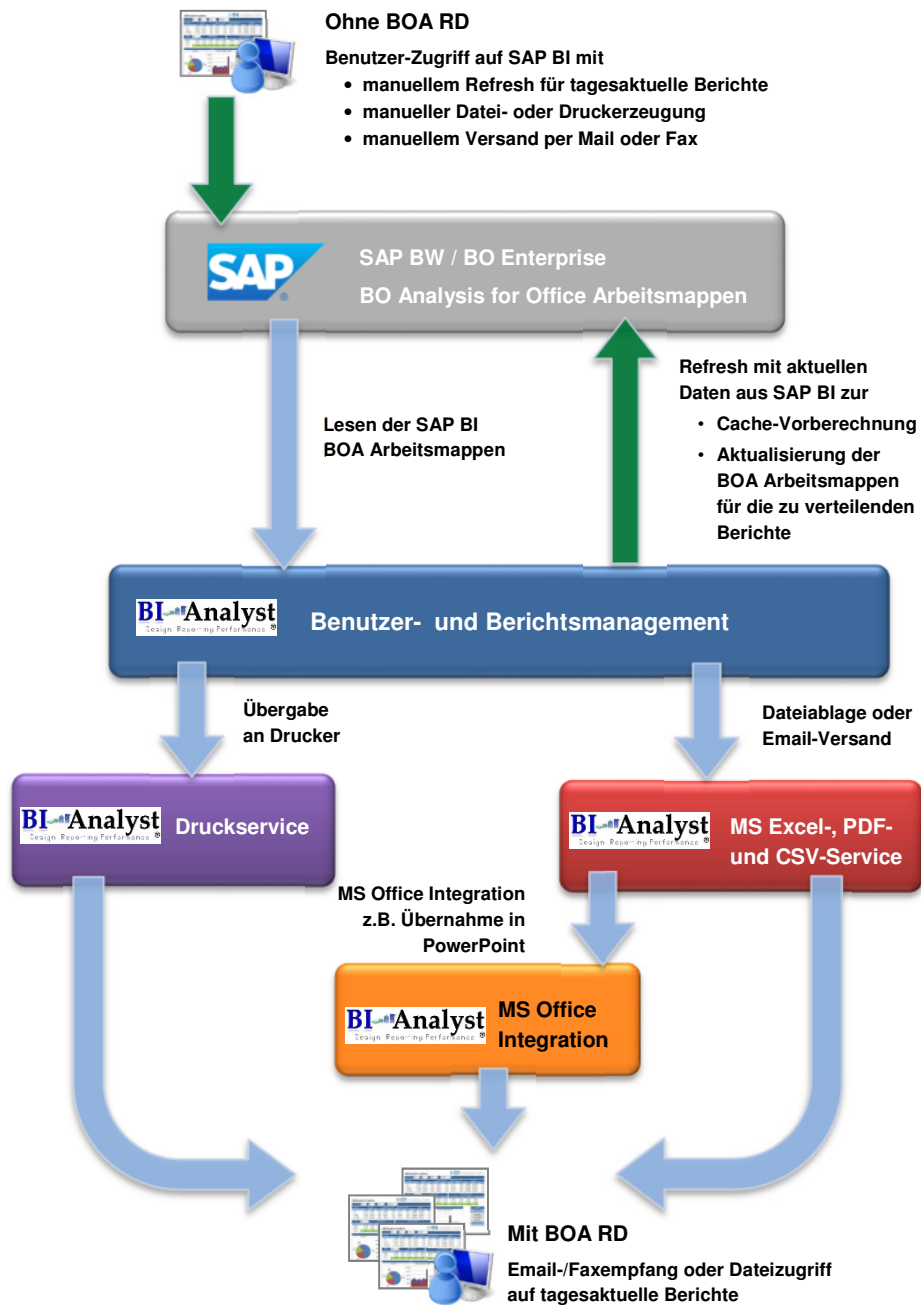 Ohne BOA RD
Benutzer-Zugriff auf SAP BI mit
• manuellem Refresh für tagesaktuelle Berichte
• manueller Datei- oder Druckerzeugung
• manuellem Versand per Mail oder Fax
SAP
SAP BW / BO Enterprise
BO Analysis for Office Arbeitsmappen
Lesen der SAP BI
BOA Arbeitsmappen
Refresh mit aktuellen
Daten aus SAP BI zur
• Cache-Vorberechnung
• Aktualisierung der
BOA Arbeitsmappen
für die zu verteilenden
Berichte
BI Analyst
Design Reporting Performance ®
Benutzer- und Berichtsmanagement
Übergabe
an Drucker
Dateiablage oder
Email-Versand
BI Analyst
Design Reporting Performance ®
Druckservice
BI Analyst
Design Reporting Performance ®
MS Excel-, PDF-
und CSV-Service
MS Office Integration
z.B. Übernahme in
PowerPoint
BI Analyst
Design Reporting Performance ®
MS Office
Integration
Mit BOA RD
Email-/Faxempfang oder Dateizugriff
auf tagesaktuelle Berichte